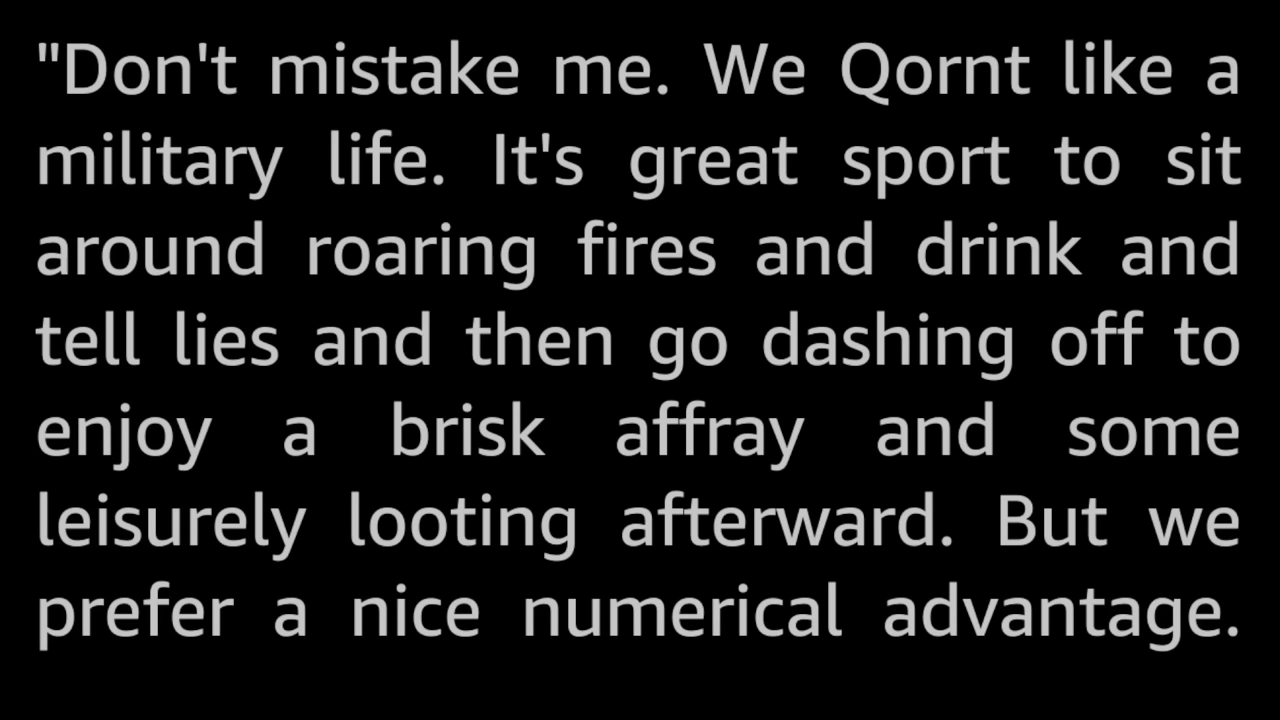 "Don't mistake me. We Qornt like a
military life. It's great sport to sit
around roaring fires and drink and
tell lies and then go dashing off to
enjoy a brisk affray and some
leisurely looting afterward. But we
prefer a nice numerical advantage.